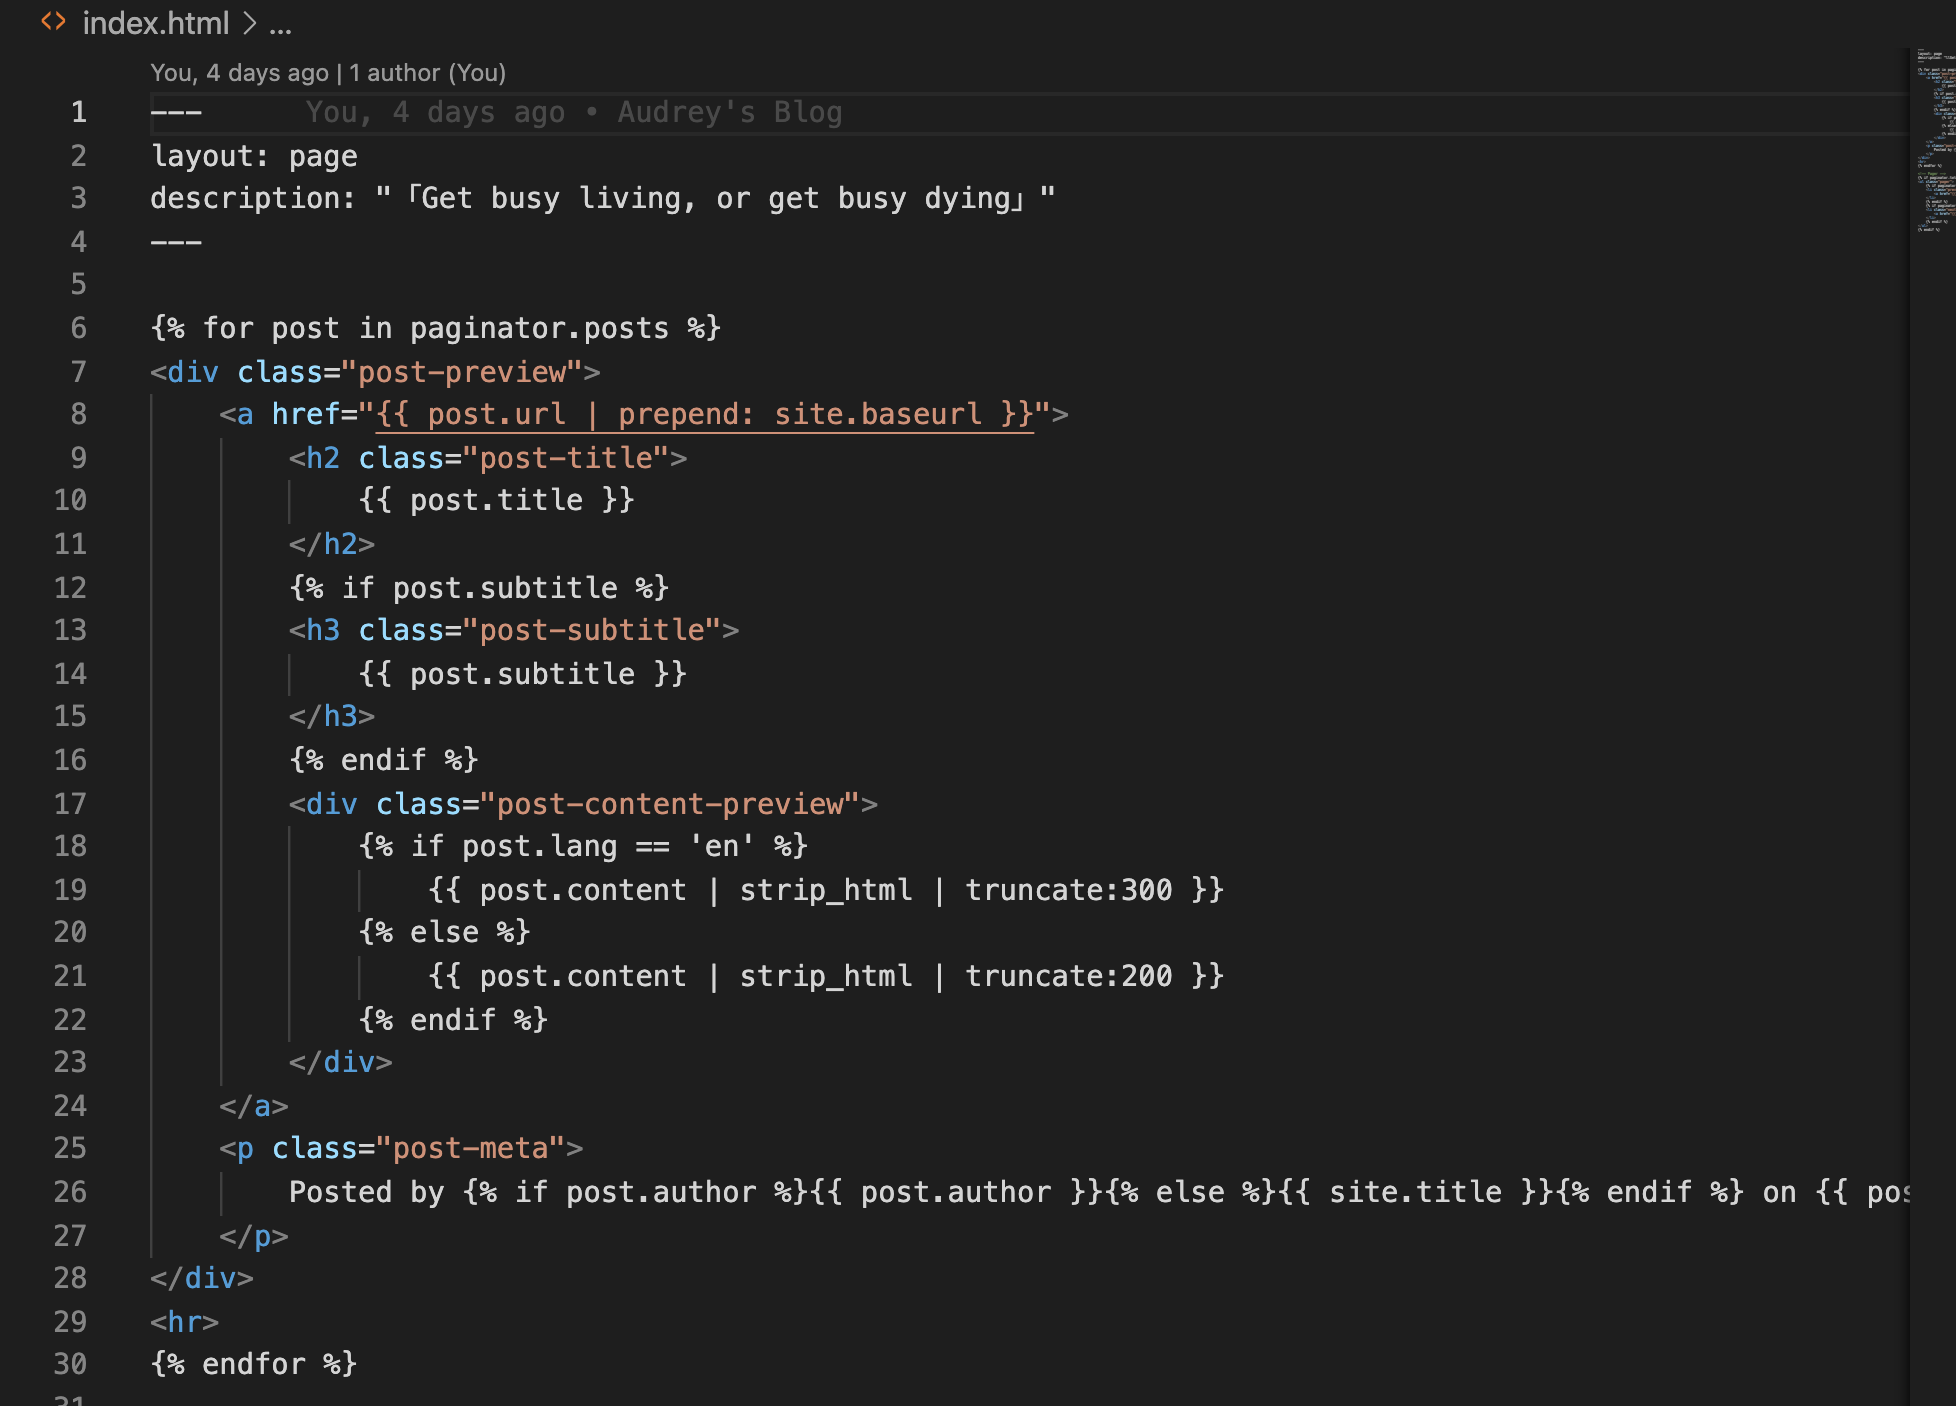 <> index.html > ...
You, 4 days ago | 1 author (You)
1 --- You, 4 days ago • Audrey's Blog
2 layout: page
3 description: "「Get busy living, or get busy dying」"
4 ---
5
6 {% for post in paginator.posts %}
7 <div class="post-preview">
8 <a href="{{ post.url | prepend: site.baseurl }}">
9 <h2 class="post-title">
10 {{ post.title }}
11 </h2>
12 {% if post.subtitle %}
13 <h3 class="post-subtitle">
14 {{ post.subtitle }}
15 </h3>
16 {% endif %}
17 <div class="post-content-preview">
18 {% if post.lang == 'en' %}
19 {{ post.content | strip_html | truncate:300 }}
20 {% else %}
21 {{ post.content | strip_html | truncate:200 }}
22 {% endif %}
23 </div>
24 </a>
25 <p class="post-meta">
26 Posted by {% if post.author %}{{ post.author }}{% else %}{{ site.title }}{% endif %} on {{ pos
27 </p>
28 </div>
29 <hr>
30 {% endfor %}
31